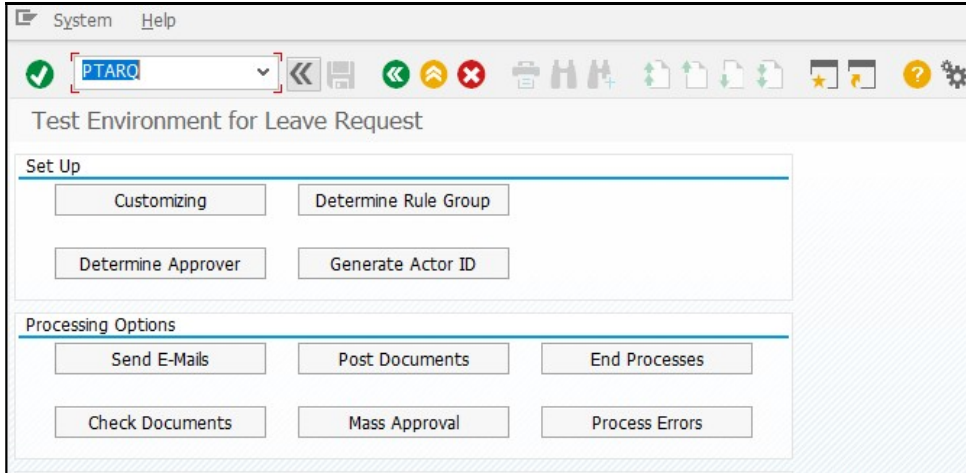 System Help
PTARQ
Test Environment for Leave Request
Set Up
Customizing Determine Rule Group
Determine Approver Generate Actor ID
Processing Options
Send E-Mails Post Documents End Processes
Check Documents Mass Approval Process Errors